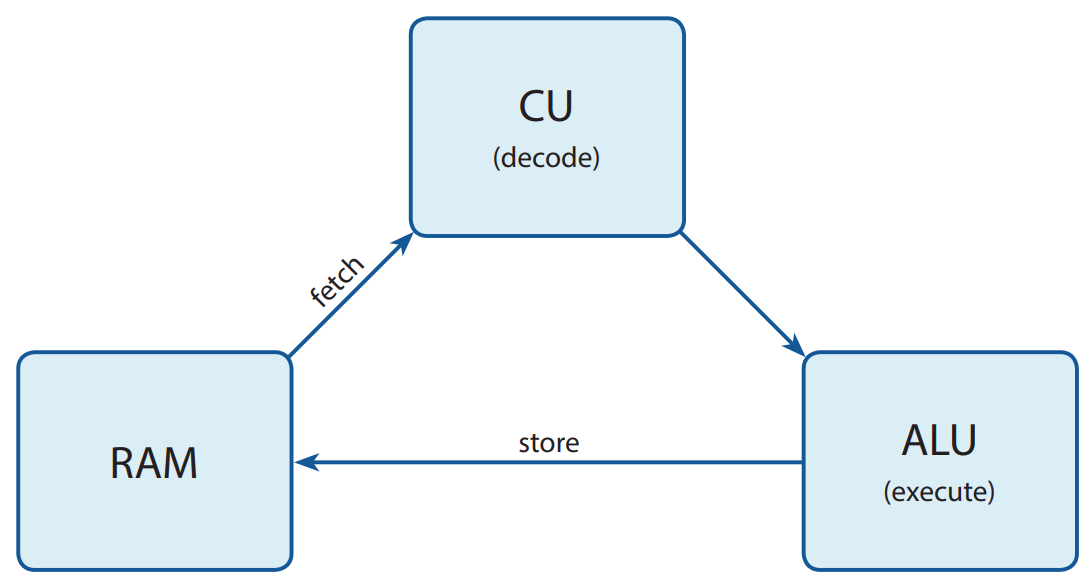 CU
(decode)
fetch
RAM
store
ALU
(execute)